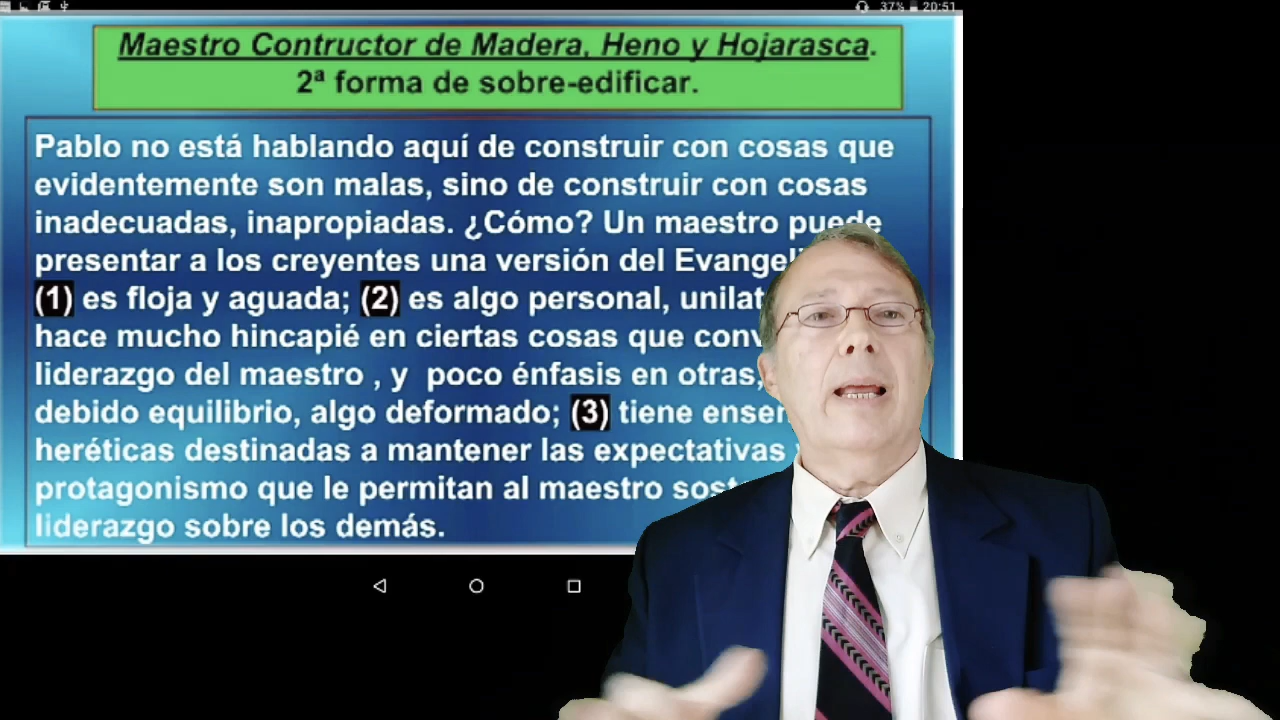 37% 20:51
Maestro Contructor de Madera, Heno y Hojarasca.
2ª forma de sobre-edificar.
Pablo no está hablando aquí de construir con cosas que
evidentemente son malas, sino de construir con cosas
inadecuadas, inapropiadas. ¿Cómo? Un maestro puede
presentar a los creyentes una versión del
(1) es floja y aguada; (2) es algo personal,
hace mucho hincapié en ciertas cosas que
liderazgo del maestro , y poco énfasis en otras,
debido equilibrio, algo deformado; (3) tiene
heréticas destinadas a mantener las expectativas
protagonismo que le permitan al maestro
liderazgo sobre los demás.